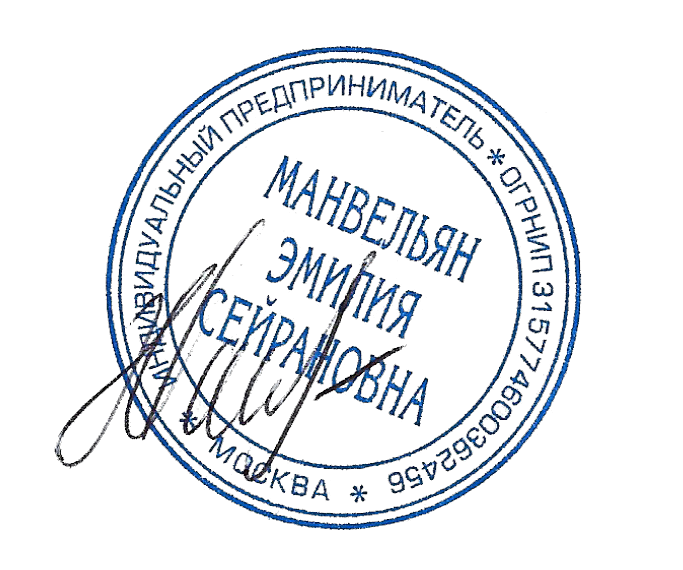 ИНДИВИДУАЛЬНЫЙ ПРЕДПРИНИМАТЕЛЬ * ОГРНИП 315774600362456 * МОСКВА *
МАНВЕЛЬЯН
ЭМИЛИЯ
СЕЙРАНОВНА